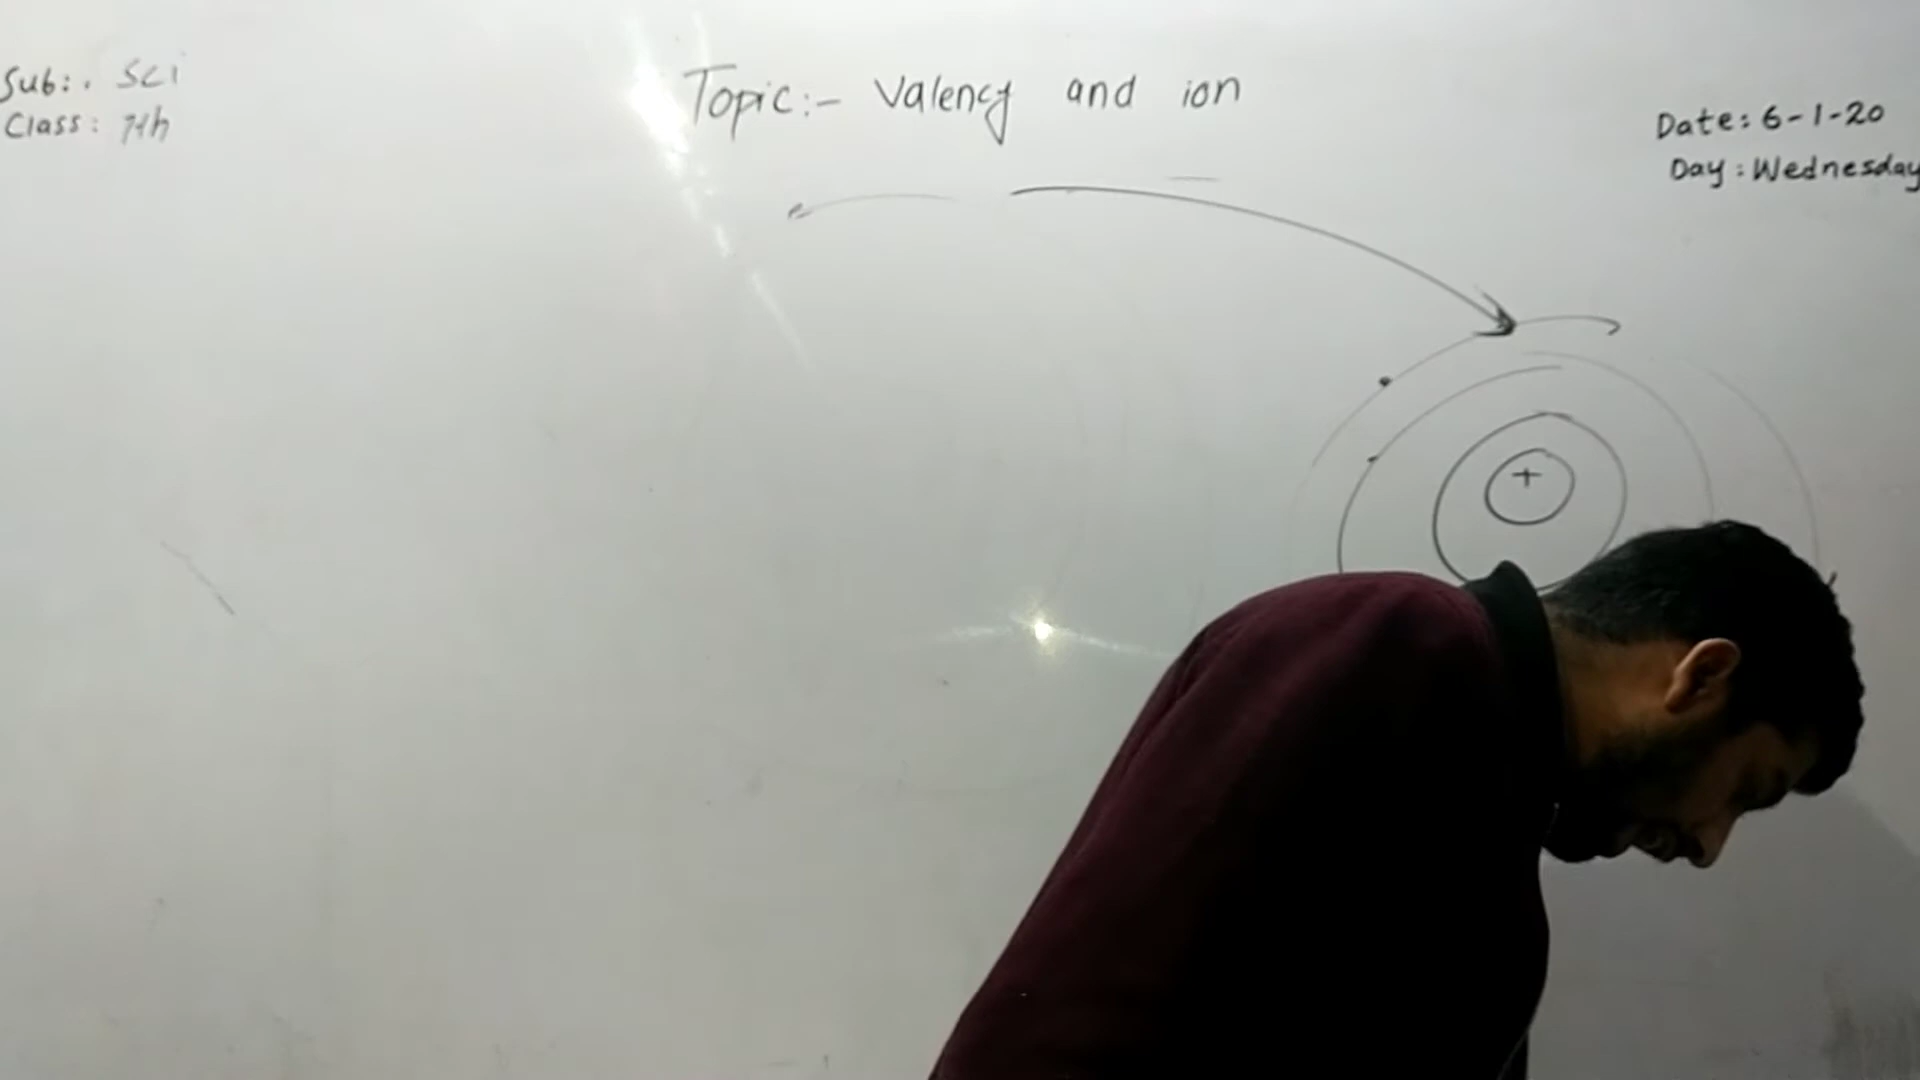 Sub:. Sci
Class: 7th
Topic:- Valency and ion
Date: 6-1-20
Day: Wednesday
+